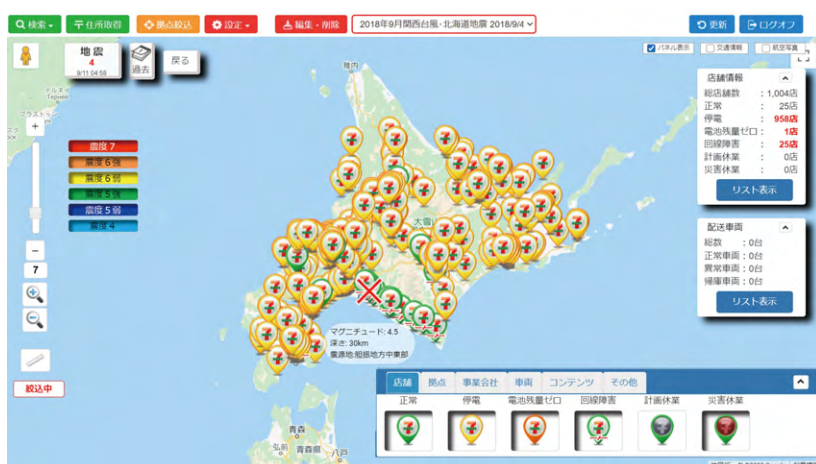 検索
〒住所取得
拠点絞込
設定
編集・削除
2018年9月関西台風・北海道地震 2018/9/4
更新
ログオフ
地震
4
9/11 04:58
過去
戻る
パネル表示
交通情報
航空写真
稚内
店舗情報
総店舗数 : 1,004店
正常 : 25店
停電 : 958店
電池残量ゼロ : 1店
回線障害 : 25店
計画休業 : 0店
災害休業 : 0店
リスト表示
+
震度 7
震度 6 強
震度 6 弱
震度 5 強
震度 5 弱
震度 4
−
7
大雪
配送車両
総数 : 0台
正常車両 : 0台
異常車両 : 0台
帰庫車両 : 0台
リスト表示
マグニチュード: 4.5
深さ: 30km
震源地:胆振地方中東部
絞込中
店舗 拠点 事業会社 車両 コンテンツ その他
正常 停電 電池残量ゼロ 回線障害 計画休業 災害休業
青森
弘前 青森県 八戸